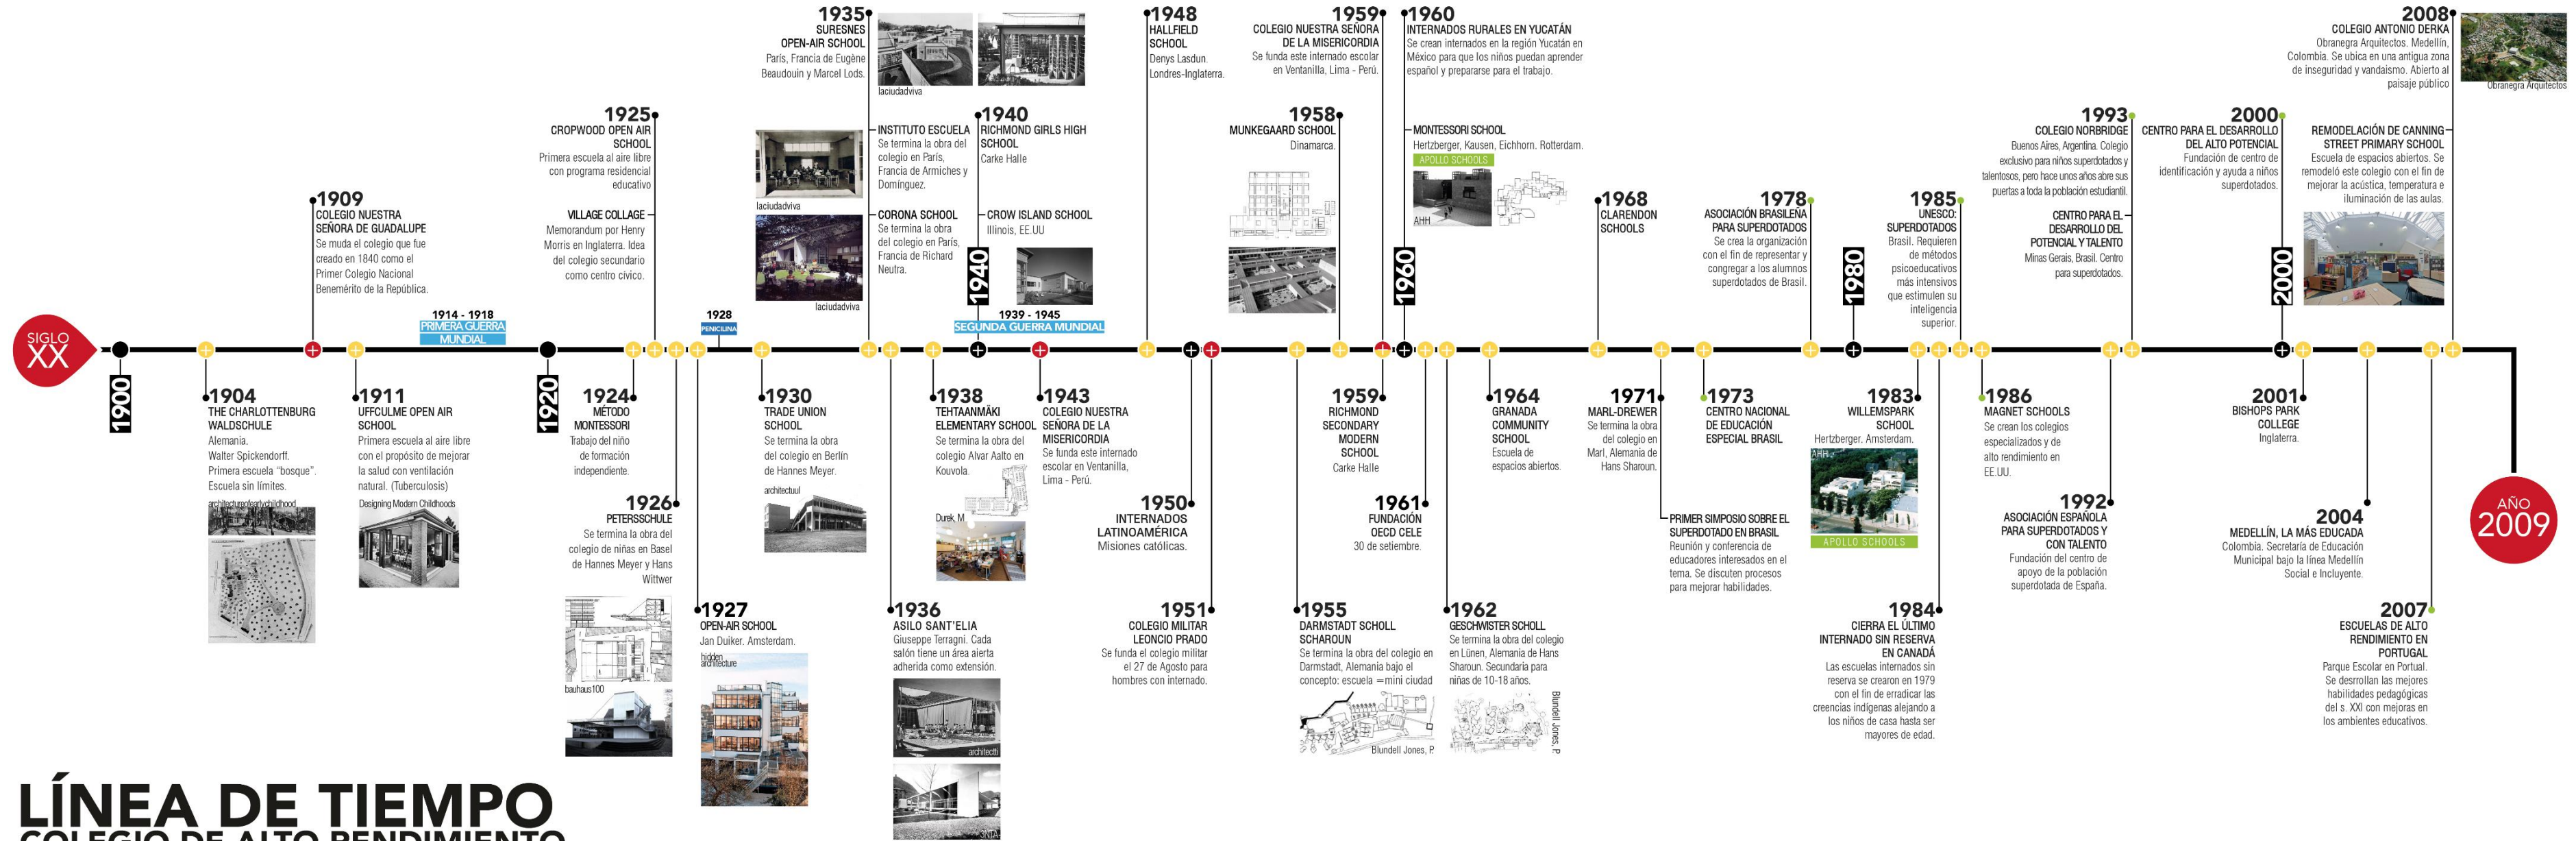 1935
SURESNES
OPEN-AIR SCHOOL
París, Francia de Eugène
Beaudouin y Marcel Lods.
laciudadviva
1948
HALLFIELD
SCHOOL
Denys Lasdun.
Londres-Inglaterra.
1959
COLEGIO NUESTRA SEÑORA
DE LA MISERICORDIA
Se funda este internado escolar
en Ventanilla, Lima - Perú.
1960
INTERNADOS RURALES EN YUCATÁN
Se crean internados en la región Yucatán en
México para que los niños puedan aprender
español y prepararse para el trabajo.
2008
COLEGIO ANTONIO DERKA
Obranegra Arquitectos. Medellín,
Colombia. Se ubica en una antigua zona
de inseguridad y vandaismo. Abierto al
paisaje público
Obranegra Arquitectos
1925
CROPWOOD OPEN AIR
SCHOOL
Primera escuela al aire libre
con programa residencial
educativo
VILLAGE COLLAGE
Memorandum por Henry
Morris en Inglaterra. Idea
del colegio secundario
como centro cívico.
laciudadviva
laciudadviva
INSTITUTO ESCUELA
Se termina la obra del
colegio en París,
Francia de Armiches y
Domínguez.
CORONA SCHOOL
Se termina la obra
del colegio en París,
Francia de Richard
Neutra.
1940
RICHMOND GIRLS HIGH
SCHOOL
Carke Halle
CROW ISLAND SCHOOL
Illinois, EE.UU
1958
MUNKEGAARD SCHOOL
Dinamarca.
MONTESSORI SCHOOL
Hertzberger, Kausen, Eichhorn. Rotterdam.
APOLLO SCHOOLS
AHH
1993
COLEGIO NORBRIDGE
Buenos Aires, Argentina. Colegio
exclusivo para niños superdotados y
talentosos, pero hace unos años abre sus
puertas a toda la población estudiantil.
CENTRO PARA EL
DESARROLLO DEL
POTENCIAL Y TALENTO
Minas Gerais, Brasil. Centro
para superdotados.
2000
CENTRO PARA EL DESARROLLO
DEL ALTO POTENCIAL
Fundación de centro de
identificación y ayuda a niños
superdotados.
REMODELACIÓN DE CANNING
STREET PRIMARY SCHOOL
Escuela de espacios abiertos. Se
remodeló este colegio con el fin de
mejorar la acústica, temperatura e
iluminación de las aulas.
1909
COLEGIO NUESTRA
SEÑORA DE GUADALUPE
Se muda el colegio que fue
creado en 1840 como el
Primer Colegio Nacional
Benemérito de la República.
1968
CLARENDON
SCHOOLS
1978
ASOCIACIÓN BRASILEÑA
PARA SUPERDOTADOS
Se crea la organización
con el fin de representar y
congregar a los alumnos
superdotados de Brasil.
1985
UNESCO:
SUPERDOTADOS
Brasil. Requieren
de métodos
psicoeducativos
más intensivos
que estimulen su
inteligencia
superior.
1914 - 1918
PRIMERA GUERRA
MUNDIAL
1928
PENICILINA
1939 - 1945
SEGUNDA GUERRA MUNDIAL
1940
1960
1980
2000
SIGLO
XX
1900
1920
1904
THE CHARLOTTENBURG
WALDSCHULE
Alemania.
Walter Spickendorff.
Primera escuela “bosque”.
Escuela sin límites.
architectureofearlychildhood
1911
UFFCULME OPEN AIR
SCHOOL
Primera escuela al aire libre
con el propósito de mejorar
la salud con ventilación
natural. (Tuberculosis)
Designing Modern Childhoods
1924
MÉTODO
MONTESSORI
Trabajo del niño
de formación
independiente.
1926
PETERSSCHULE
Se termina la obra del
colegio de niñas en Basel
de Hannes Meyer y Hans
Wittwer
bauhaus100
1927
OPEN-AIR SCHOOL
Jan Duiker. Amsterdam.
hidden
architecture
1930
TRADE UNION
SCHOOL
Se termina la obra
del colegio en Berlín
de Hannes Meyer.
architectuul
1936
ASILO SANT'ELIA
Giuseppe Terragni. Cada
salón tiene un área aierta
adherida como extensión.
architectti
1938
TEHTAANMÄKI
ELEMENTARY SCHOOL
Se termina la obra del
colegio Alvar Aalto en
Kouvola.
Durek, M
1943
COLEGIO NUESTRA
SEÑORA DE LA
MISERICORDIA
Se funda este internado
escolar en Ventanilla,
Lima - Perú.
1950
INTERNADOS
LATINOAMÉRICA
Misiones católicas.
1951
COLEGIO MILITAR
LEONCIO PRADO
Se funda el colegio militar
el 27 de Agosto para
hombres con internado.
1955
DARMSTADT SCHOLL
SCHAROUN
Se termina la obra del colegio en
Darmstadt, Alemania bajo el
concepto: escuela =mini ciudad
Blundell Jones, P.
1959
RICHMOND
SECONDARY
MODERN
SCHOOL
Carke Halle
1961
FUNDACIÓN
OECD CELE
30 de setiembre.
1962
GESCHWISTER SCHOLL
Se termina la obra del colegio
en Lünen, Alemania de Hans
Sharoun. Secundaria para
niñas de 10-18 años.
Blundell Jones, P.
1964
GRANADA
COMMUNITY
SCHOOL
Escuela de
espacios abiertos.
1971
MARL-DREWER
Se termina la obra
del colegio en
Marl, Alemania de
Hans Sharoun.
PRIMER SIMPOSIO SOBRE EL
SUPERDOTADO EN BRASIL
Reunión y conferencia de
educadores interesados en el
tema. Se discuten procesos
para mejorar habilidades.
1973
CENTRO NACIONAL
DE EDUCACIÓN
ESPECIAL BRASIL
1983
WILLEMSPARK
SCHOOL
Hertzberger. Amsterdam.
AHH
APOLLO SCHOOLS
1984
CIERRA EL ÚLTIMO
INTERNADO SIN RESERVA
EN CANADÁ
Las escuelas internados sin
reserva se crearon en 1979
con el fin de erradicar las
creencias indígenas alejando a
los niños de casa hasta ser
mayores de edad.
1986
MAGNET SCHOOLS
Se crean los colegios
especializados y de
alto rendimiento en
EE.UU.
1992
ASOCIACIÓN ESPAÑOLA
PARA SUPERDOTADOS Y
CON TALENTO
Fundación del centro de
apoyo de la población
superdotada de España.
2001
BISHOPS PARK
COLLEGE
Inglaterra.
2004
MEDELLÍN, LA MÁS EDUCADA
Colombia. Secretaría de Educación
Municipal bajo la línea Medellín
Social e Incluyente.
2007
ESCUELAS DE ALTO
RENDIMIENTO EN
PORTUGAL
Parque Escolar en Portual.
Se desrrollan las mejores
habilidades pedagógicas
del s. XXI con mejoras en
los ambientes educativos.
AÑO
2009
LÍNEA DE TIEMPO
COLEGIO DE ALTO RENDIMIENTO